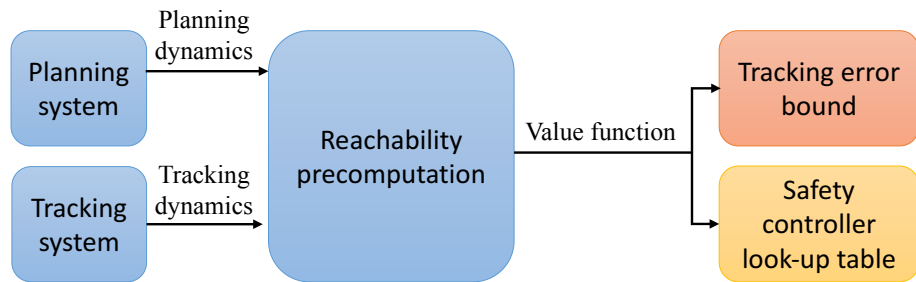 Planning
dynamics
Planning
system
Tracking
dynamics
Tracking
system
Reachability
precomputation
Value function
Tracking error
bound
Safety
controller
look-up table